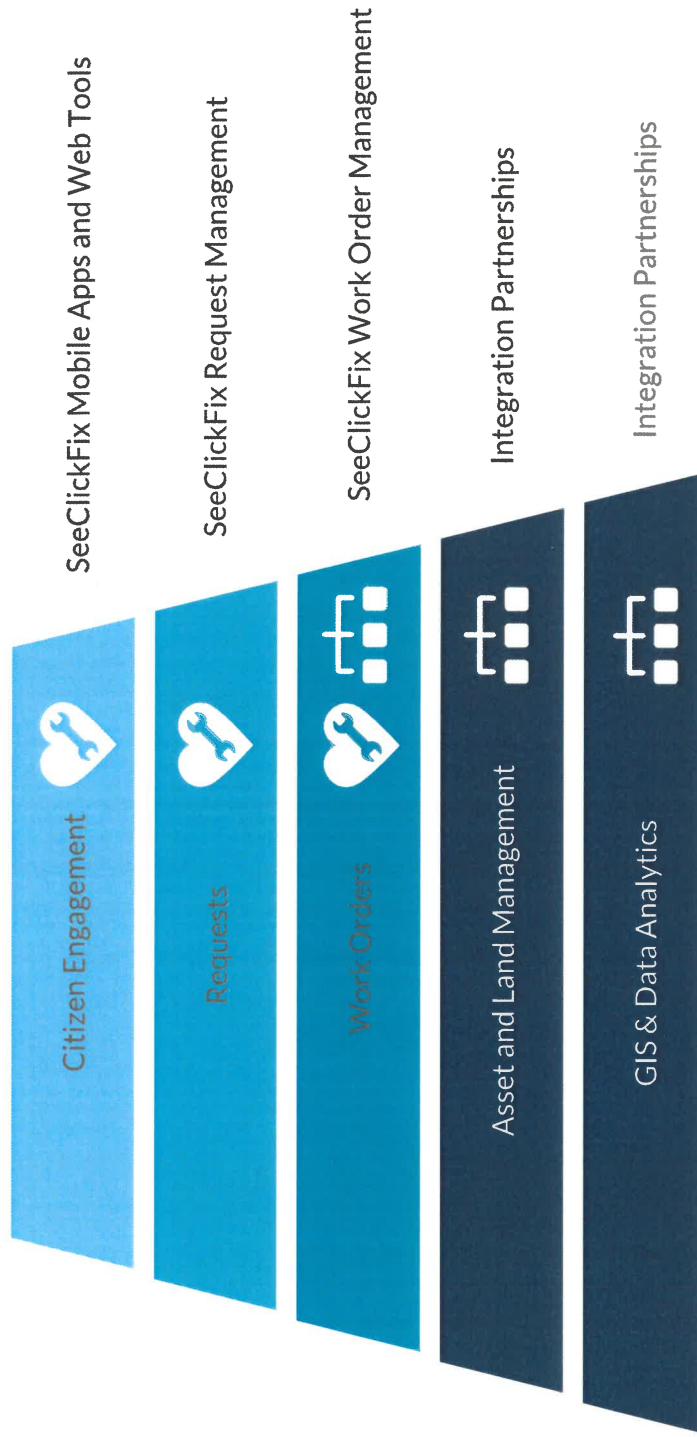 Citizen Engagement
SeeClickFix Mobile Apps and Web Tools
Requests
SeeClickFix Request Management
Work Orders
SeeClickFix Work Order Management
Asset and Land Management
Integration Partnerships
GIS & Data Analytics
Integration Partnerships